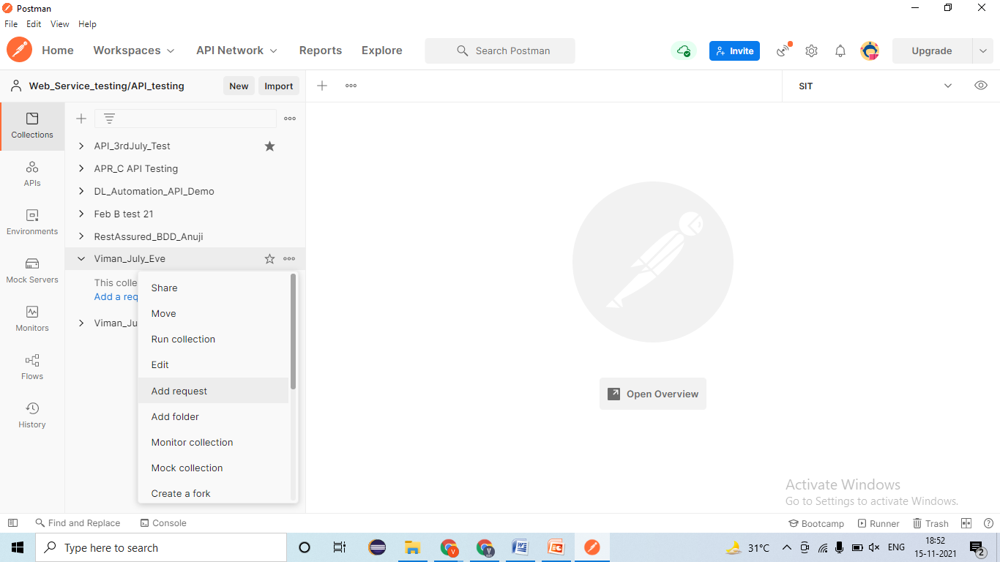 Postman
File Edit View Help
Home Workspaces API Network Reports Explore Search Postman Invite Upgrade
Web_Service_testing/API_testing New Import SIT
Collections
APIs
Environments
Mock Servers
Monitors
Flows
History
API_3rdJuly_Test
APR_C API Testing
DL_Automation_API_Demo
Feb B test 21
RestAssured_BDD_Anuji
Viman_July_Eve
This colle
Add a req
Viman_Ju
Share
Move
Run collection
Edit
Add request
Add folder
Monitor collection
Mock collection
Create a fork
Open Overview
Activate Windows
Go to Settings to activate Windows.
Find and Replace Console Bootcamp Runner Trash
Type here to search 31°C ENG 18:52
15-11-2021 2